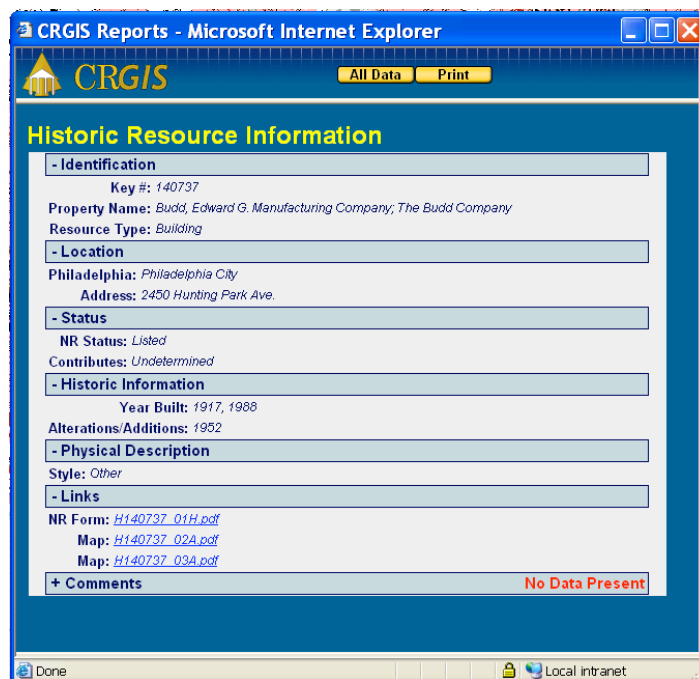 CRGIS Reports - Microsoft Internet Explorer
CRGIS
All Data Print
Historic Resource Information
- Identification
Key #: 140737
Property Name: Budd, Edward G. Manufacturing Company; The Budd Company
Resource Type: Building
- Location
Philadelphia: Philadelphia City
Address: 2450 Hunting Park Ave.
- Status
NR Status: Listed
Contributes: Undetermined
- Historic Information
Year Built: 1917, 1988
Alterations/Additions: 1952
- Physical Description
Style: Other
- Links
NR Form: H140737_01H.pdf
Map: H140737_02A.pdf
Map: H140737_03A.pdf
+ Comments No Data Present
Done Local intranet